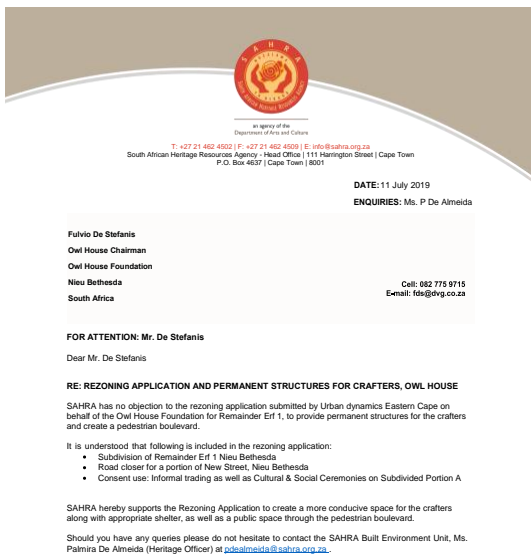 SAHRA
an agency of the
Department of Arts and Culture
T: +27 21 462 4502 | F: +27 21 462 4509 | E: info@sahra.org.za
South African Heritage Resources Agency - Head Office | 111 Harrington Street | Cape Town
P.O. Box 4637 | Cape Town | 8001
DATE: 11 July 2019
ENQUIRIES: Ms. P De Almeida
Fulvio De Stefanis
Owl House Chairman
Owl House Foundation
Nieu Bethesda
South Africa
Cell: 082 775 9715
E-mail: fds@dvg.co.za
FOR ATTENTION: Mr. De Stefanis
Dear Mr. De Stefanis
RE: REZONING APPLICATION AND PERMANENT STRUCTURES FOR CRAFTERS, OWL HOUSE
SAHRA has no objection to the rezoning application submitted by Urban dynamics Eastern Cape on
behalf of the Owl House Foundation for Remainder Erf 1, to provide permanent structures for the crafters
and create a pedestrian boulevard.
It is understood that following is included in the rezoning application:
• Subdivision of Remainder Erf 1 Nieu Bethesda
• Road closer for a portion of New Street, Nieu Bethesda
• Consent use: Informal trading as well as Cultural & Social Ceremonies on Subdivided Portion A
SAHRA hereby supports the Rezoning Application to create a more conducive space for the crafters
along with appropriate shelter, as well as a public space through the pedestrian boulevard.
Should you have any queries please do not hesitate to contact the SAHRA Built Environment Unit, Ms.
Palmira De Almeida (Heritage Officer) at pdealmeida@sahra.org.za .